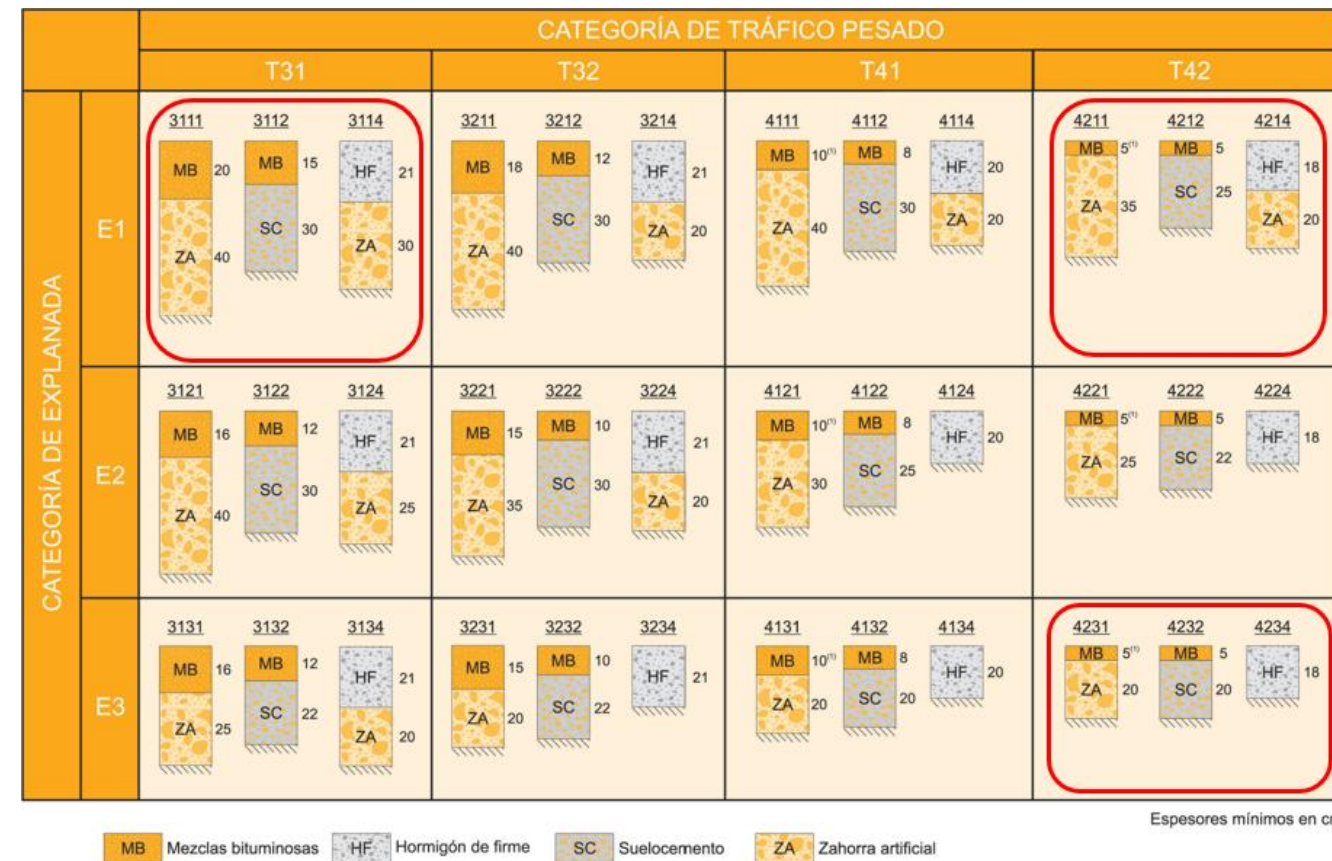 CATEGORÍA DE TRÁFICO PESADO
T31 T32 T41 T42
CATEGORÍA DE EXPLANADA
E1
3111 3112 3114 3211 3212 3214 4111 4112 4114 4211 4212 4214
MB 20 MB 15 HF 21 MB 18 MB 12 HF 21 MB 10(1) MB 8 HF 20 MB 5(1) MB 5 HF 18
ZA 40 SC 30 ZA 30 ZA 40 SC 30 ZA 20 ZA 40 SC 30 ZA 20 ZA 35 SC 25 ZA 20
E2
3121 3122 3124 3221 3222 3224 4121 4122 4124 4221 4222 4224
MB 16 MB 12 HF 21 MB 15 MB 10 HF 21 MB 10(1) MB 8 HF 20 MB 5(1) MB 5 HF 18
ZA 40 SC 30 ZA 25 ZA 35 SC 30 ZA 20 ZA 30 SC 25 ZA 25 SC 22
E3
3131 3132 3134 3231 3232 3234 4131 4132 4134 4231 4232 4234
MB 16 MB 12 HF 21 MB 15 MB 10 HF 21 MB 10(1) MB 8 HF 20 MB 5(1) MB 5 HF 18
ZA 25 SC 22 ZA 20 ZA 20 SC 22 ZA 20 SC 20 ZA 20 SC 20
Espesores mínimos en c
MB Mezclas bituminosas HF Hormigón de firme SC Suelocemento ZA Zahorra artificial